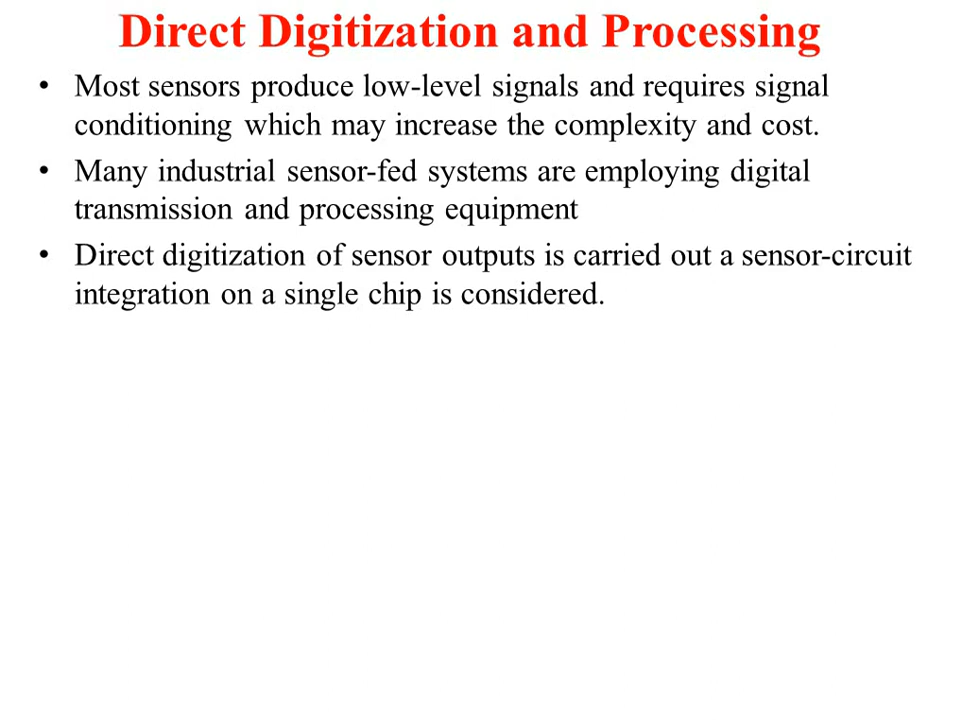 Direct Digitization and Processing
• Most sensors produce low-level signals and requires signal
conditioning which may increase the complexity and cost.
• Many industrial sensor-fed systems are employing digital
transmission and processing equipment
• Direct digitization of sensor outputs is carried out a sensor-circuit
integration on a single chip is considered.